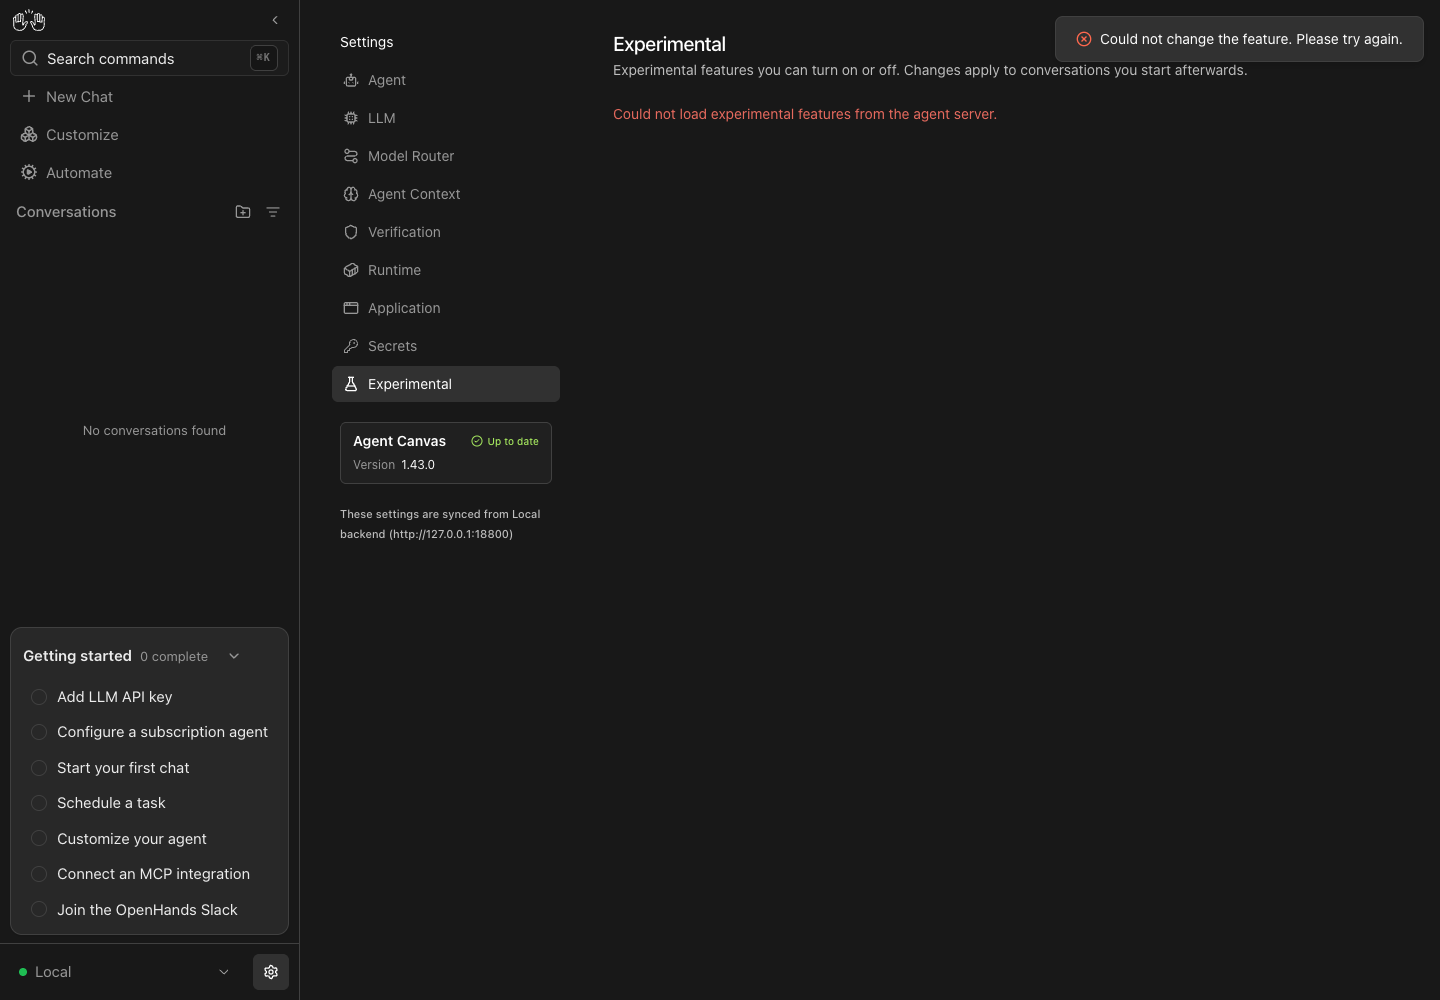 Search commands
⌘K
New Chat
Customize
Automate
Conversations
No conversations found
Getting started 0 complete
Add LLM API key
Configure a subscription agent
Start your first chat
Schedule a task
Customize your agent
Connect an MCP integration
Join the OpenHands Slack
Local
Settings
Agent
LLM
Model Router
Agent Context
Verification
Runtime
Application
Secrets
Experimental
Agent Canvas Up to date
Version 1.43.0
These settings are synced from Local
backend (http://127.0.0.1:18800)
Experimental
Experimental features you can turn on or off. Changes apply to conversations you start afterwards.
Could not load experimental features from the agent server.
Could not change the feature. Please try again.